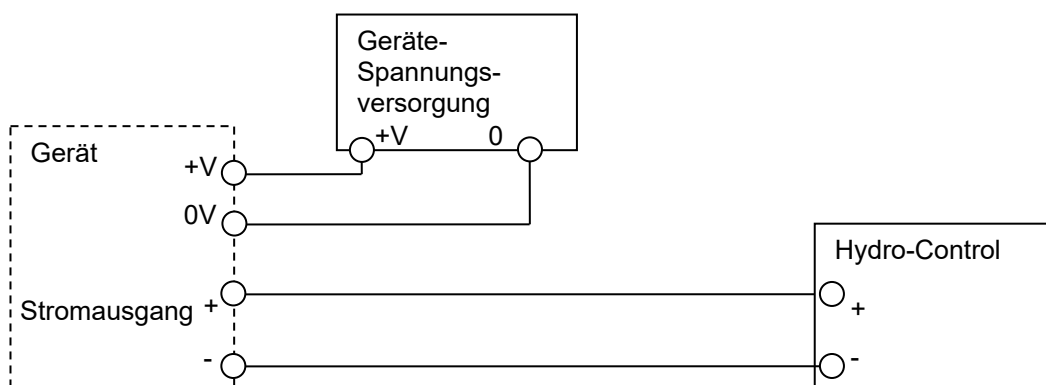 Geräte-
Spannungs-
versorgung
+V 0
Gerät
+V
0V
Hydro-Control
Stromausgang +
+
-
-